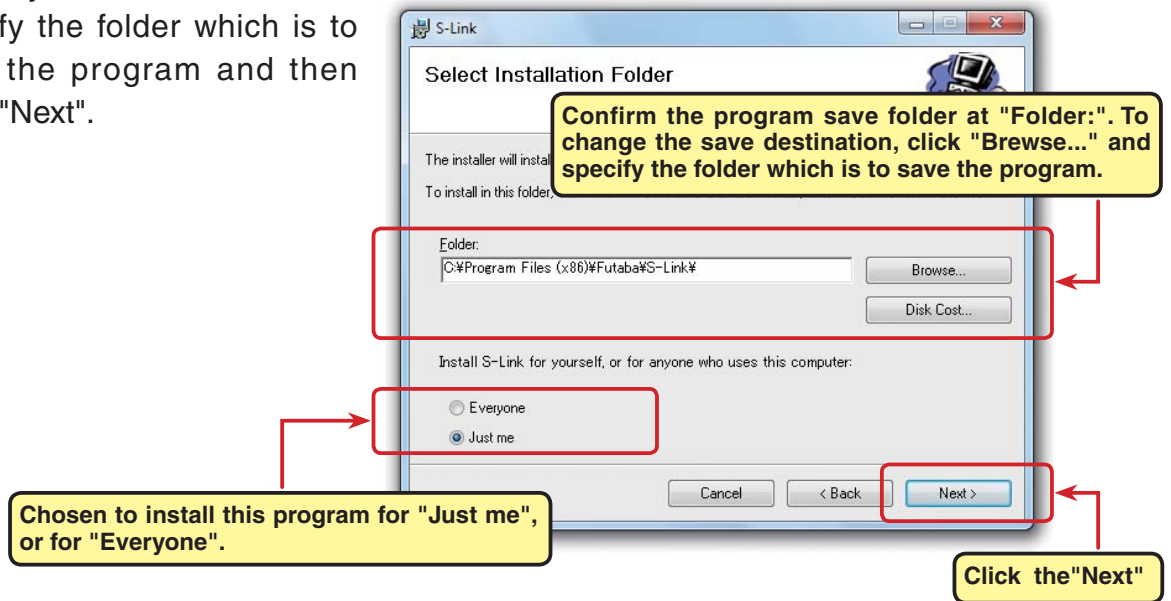 fy the folder which is to
the program and then
"Next".
S-Link
Select Installation Folder
Confirm the program save folder at "Folder:". To
change the save destination, click "Brewse..." and
specify the folder which is to save the program.
The installer will instal
To install in this folder,
Folder:
C:¥Program Files (x86)¥Futaba¥S-Link¥
Browse...
Disk Cost...
Install S-Link for yourself, or for anyone who uses this computer:
Everyone
Just me
Cancel
< Back
Next >
Chosen to install this program for "Just me",
or for "Everyone".
Click the"Next"